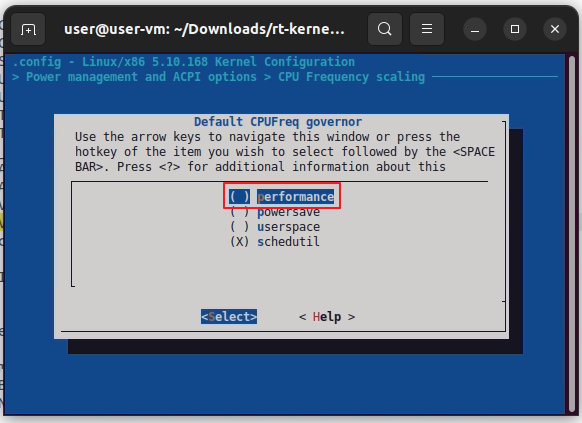 user@user-vm: ~/Downloads/rt-kerne...
.config - Linux/x86 5.10.168 Kernel Configuration
> Power management and ACPI options > CPU Frequency scaling
Default CPUFreq governor
Use the arrow keys to navigate this window or press the
hotkey of the item you wish to select followed by the <SPACE
BAR>. Press <?> for additional information about this
( ) performance
( ) powersave
( ) userspace
(X) schedutil
<Select> < Help >